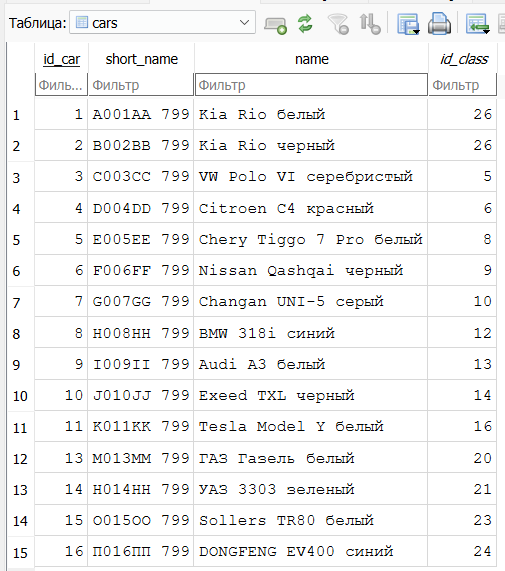 Таблица: cars
id_car short_name name id_class
Филь... Фильтр Фильтр Фильтр
1 1 A001AA 799 Kia Rio белый 26
2 2 B002BB 799 Kia Rio черный 26
3 3 C003CC 799 VW Polo VI серебристый 5
4 4 D004DD 799 Citroen C4 красный 6
5 5 E005EE 799 Chery Tiggo 7 Pro белый 8
6 6 F006FF 799 Nissan Qashqai черный 9
7 7 G007GG 799 Changan UNI-5 серый 10
8 8 H008HH 799 BMW 318i синий 12
9 9 I009II 799 Audi A3 белый 13
10 10 J010JJ 799 Exeed TXL черный 14
11 11 K011KK 799 Tesla Model Y белый 16
12 13 М013ММ 799 ГАЗ Газель белый 20
13 14 Н014НН 799 УАЗ 3303 зеленый 21
14 15 О015ОО 799 Sollers TR80 белый 23
15 16 П016ПП 799 DONGFENG EV400 синий 24